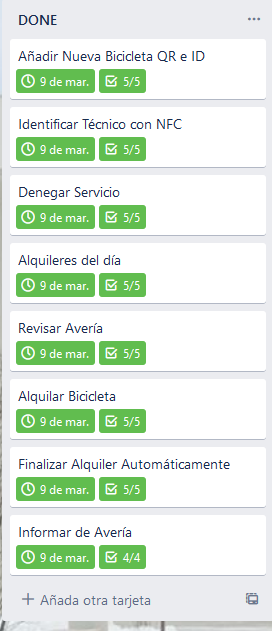 DONE
Añadir Nueva Bicicleta QR e ID
9 de mar. 5/5
Identificar Técnico con NFC
9 de mar. 5/5
Denegar Servicio
9 de mar. 5/5
Alquileres del día
9 de mar. 5/5
Revisar Avería
9 de mar. 5/5
Alquilar Bicicleta
9 de mar. 5/5
Finalizar Alquiler Automáticamente
9 de mar. 5/5
Informar de Avería
9 de mar. 4/4
+ Añada otra tarjeta